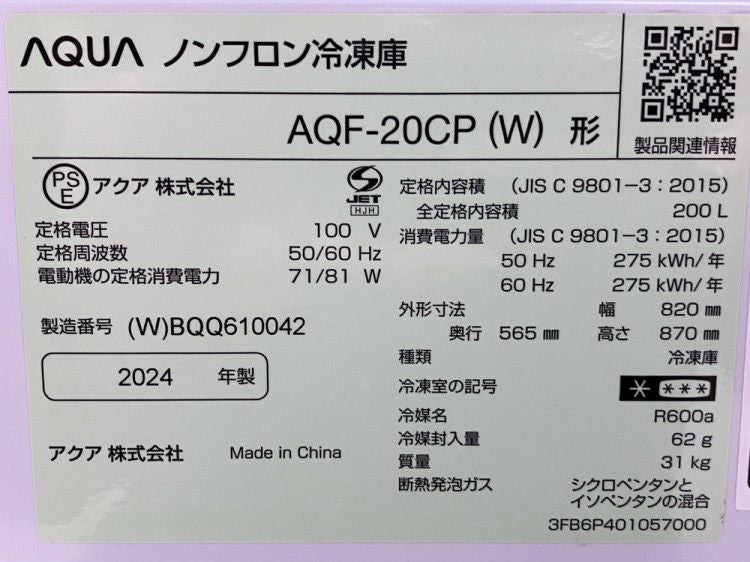 AQUA ノンフロン冷凍庫
AQF-20CP (W) 形
製品関連情報
PSE アクア 株式会社
JET
HJH
定格電圧 100 V
定格周波数 50/60 Hz
電動機の定格消費電力 71/81 W
製造番号 (W)BQQ610042
2024 年製
アクア 株式会社 Made in China
定格内容積 (JIS C 9801-3:2015)
全定格内容積 200 L
消費電力量 (JIS C 9801-3:2015)
50 Hz 275 kWh/年
60 Hz 275 kWh/年
外形寸法 幅 820 mm
奥行 565 mm 高さ 870 mm
種類 冷凍庫
冷凍室の記号 * ***
冷媒名 R600a
冷媒封入量 62 g
質量 31 kg
断熱発泡ガス シクロペンタンと
イソペンタンの混合
3FB6P401057000